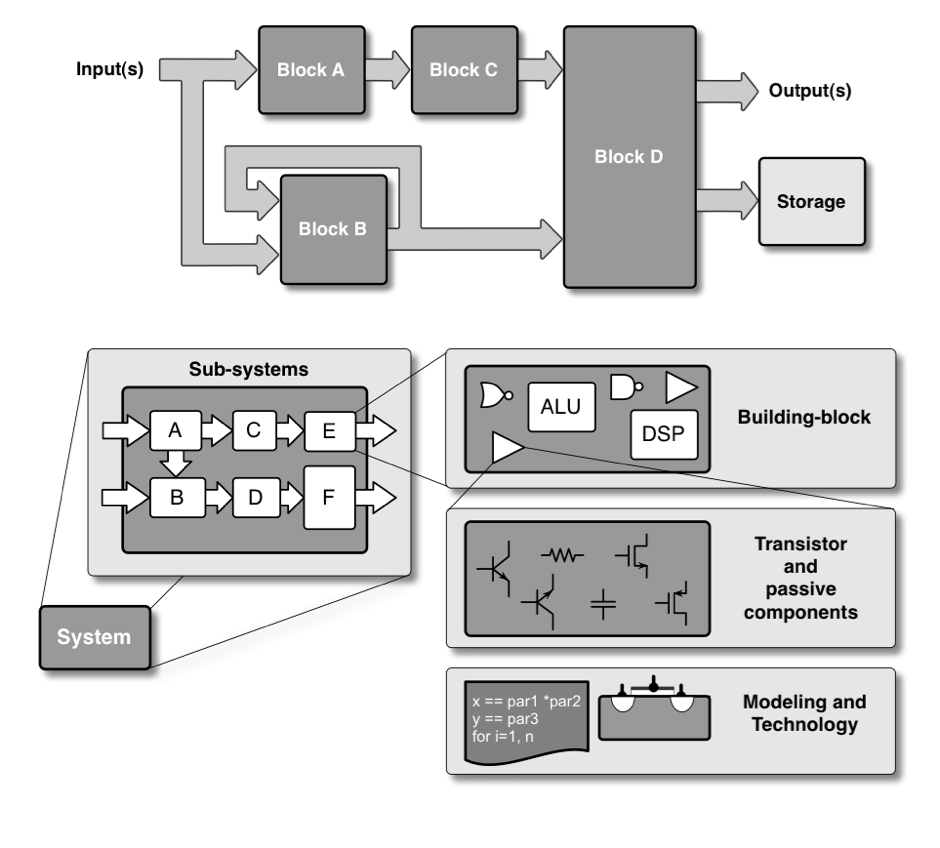 Input(s)
Block A
Block C
Block D
Output(s)
Block B
Storage
Sub-systems
A
C
E
B
D
F
System
ALU
DSP
Building-block
Transistor
and
passive
components
x == par1 *par2
y == par3
for i=1, n
Modeling and
Technology